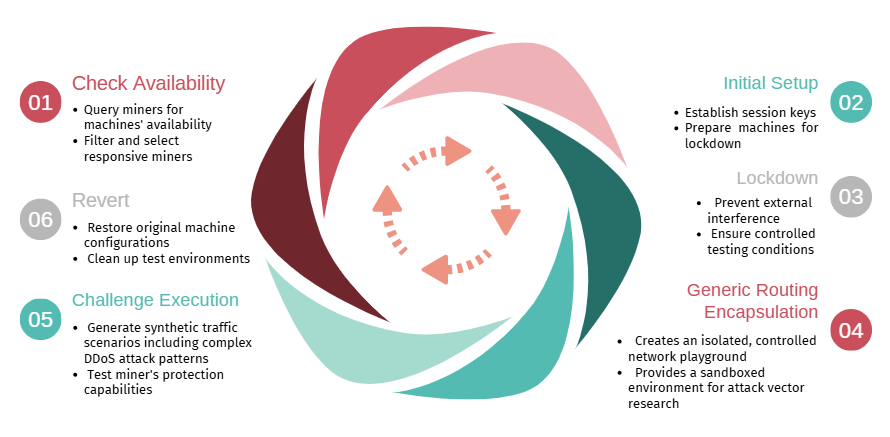 01
Check Availability
• Query miners for
machines' availability
• Filter and select
responsive miners
02
Initial Setup
• Establish session keys
• Prepare machines for
lockdown
03
Lockdown
• Prevent external
interference
• Ensure controlled
testing conditions
04
Generic Routing
Encapsulation
• Creates an isolated, controlled
network playground
• Provides a sandboxed
environment for attack vector
research
05
Challenge Execution
• Generate synthetic traffic
scenarios including complex
DDoS attack patterns
• Test miner's protection
capabilities
06
Revert
• Restore original machine
configurations
• Clean up test environments